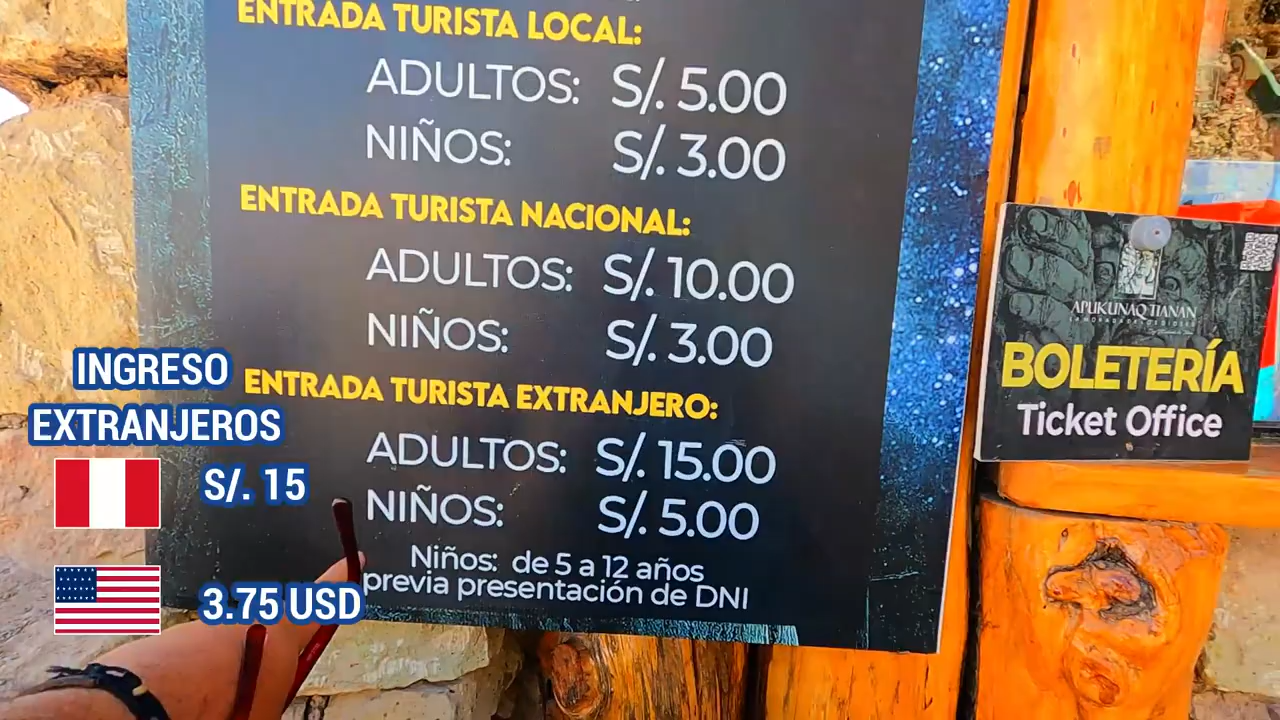 ENTRADA TURISTA LOCAL:
ADULTOS: S/. 5.00
NIÑOS: S/. 3.00
ENTRADA TURISTA NACIONAL:
ADULTOS: S/. 10.00
NIÑOS: S/. 3.00
ENTRADA TURISTA EXTRANJERO:
ADULTOS: S/. 15.00
NIÑOS: S/. 5.00
Niños: de 5 a 12 años
previa presentación de DNI
INGRESO
EXTRANJEROS
S/. 15
3.75 USD
APUKUNAQ TIANAN
BOLETERÍA
Ticket Office